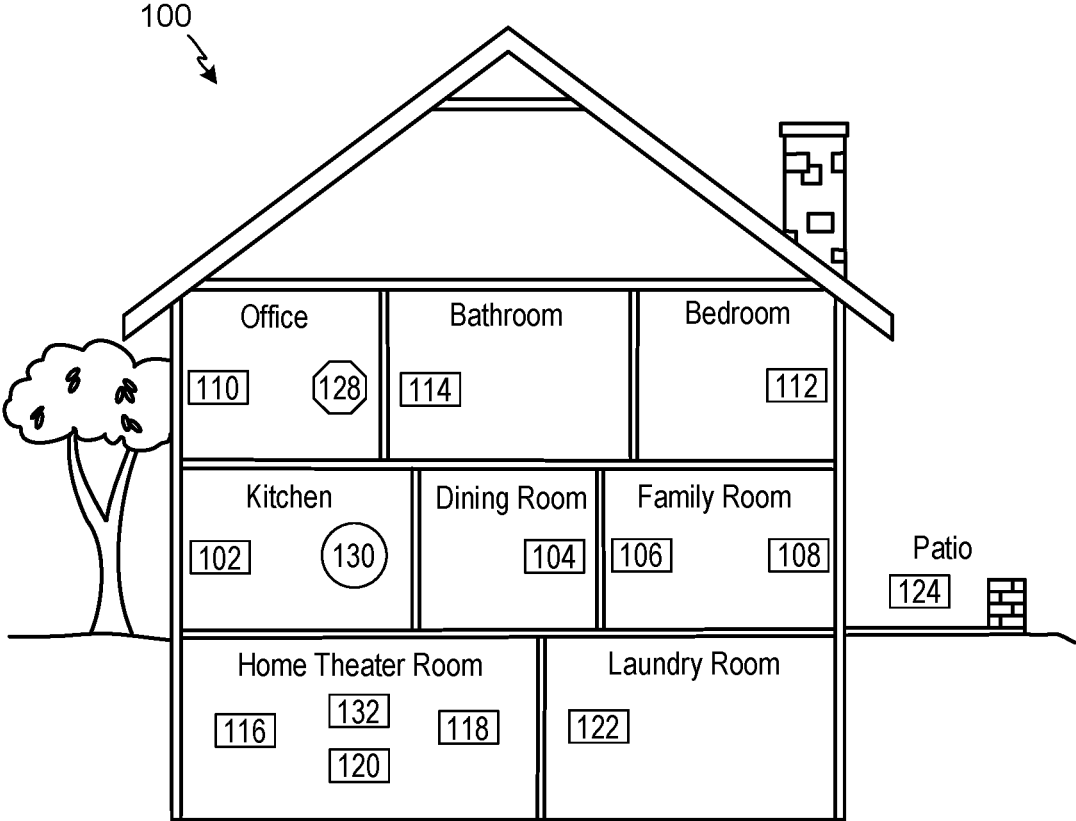 100
Office
Bathroom
Bedroom
110
128
114
112
Kitchen
Dining Room
Family Room
102
130
104
106
108
Patio
124
Home Theater Room
Laundry Room
116
132
118
122
120